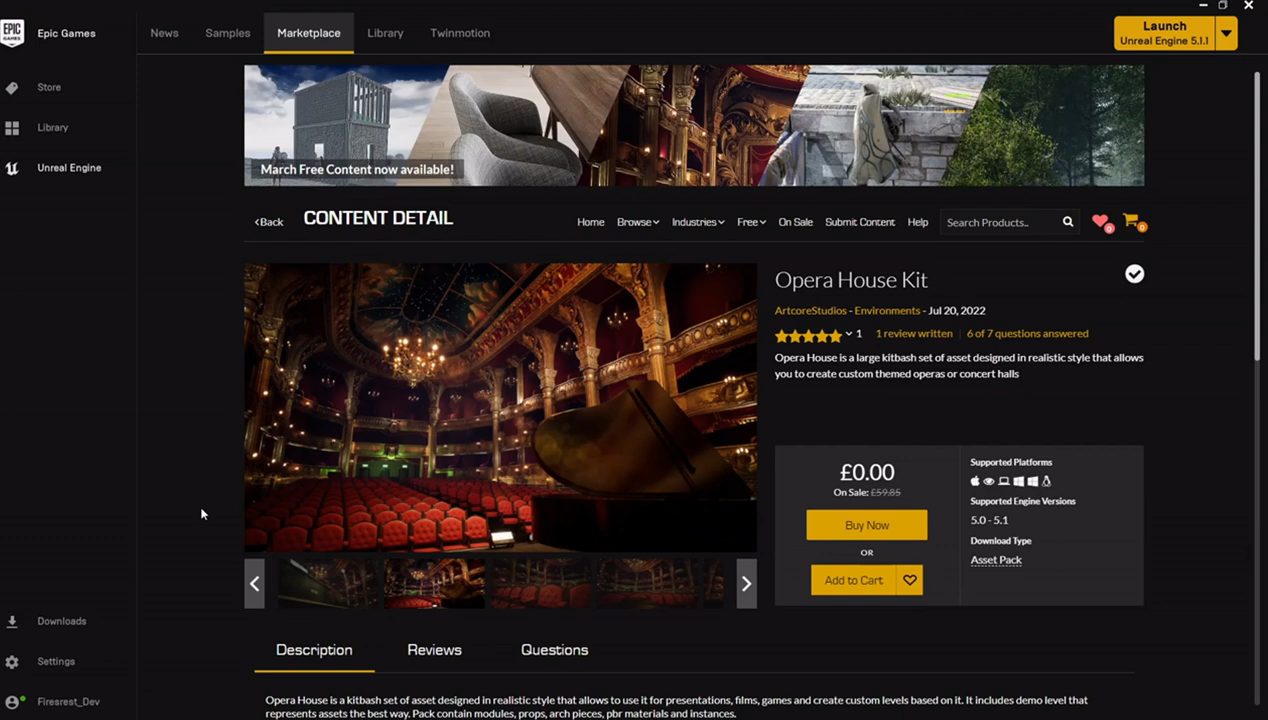 EPIC
GAMES
Epic Games
News
Samples
Marketplace
Library
Twinmotion
Launch
Unreal Engine 5.1.1
Store
Library
Unreal Engine
March Free Content now available!
<Back
CONTENT DETAIL
Home
Browse
Industries
Free
On Sale
Submit Content
Help
Search Products...
0
0
Opera House Kit
ArtcoreStudios - Environments - Jul 20, 2022
1
1 review written
6 of 7 questions answered
Opera House is a large kitbash set of asset designed in realistic style that allows
you to create custom themed operas or concert halls
£0.00
On Sale: £59.85
Buy Now
OR
Add to Cart
Supported Platforms
Supported Engine Versions
5.0 - 5.1
Download Type
Asset Pack
Description
Reviews
Questions
Opera House is a kitbash set of asset designed in realistic style that allows to use it for presentations, films, games and create custom levels based on it. It includes demo level that
represents assets the best way. Pack contain modules, props, arch pieces, pbr materials and instances.
Downloads
Settings
Firesrest_Dev